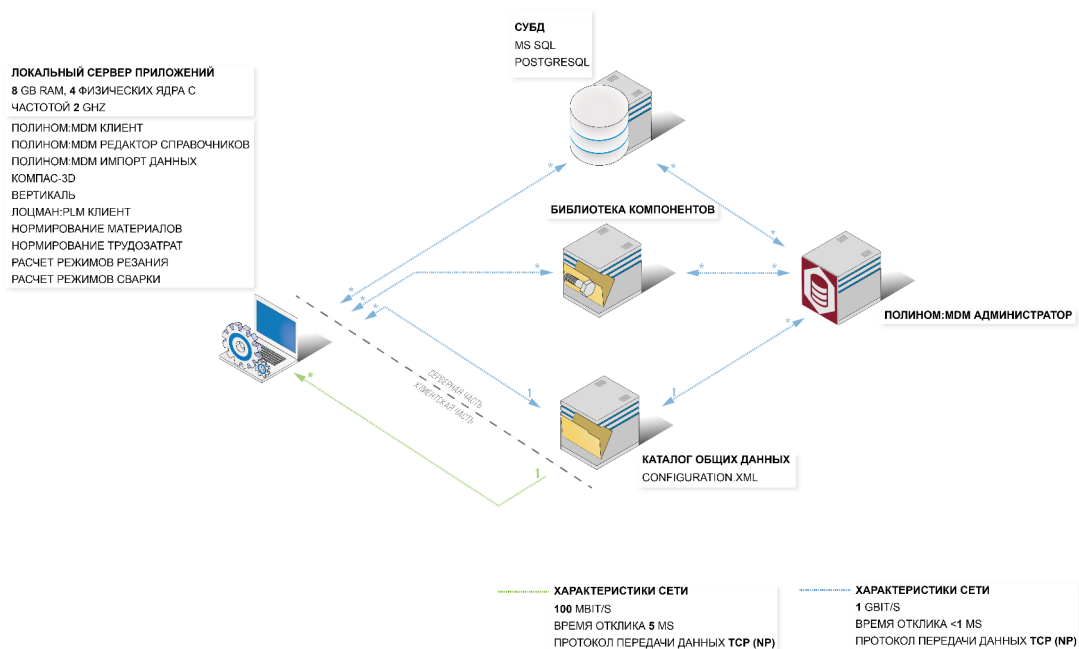 СУБД
MS SQL
POSTGRESQL
ЛОКАЛЬНЫЙ СЕРВЕР ПРИЛОЖЕНИЙ
8 GB RAM, 4 ФИЗИЧЕСКИХ ЯДРА С
ЧАСТОТОЙ 2 GHZ
ПОЛИНОМ:MDM КЛИЕНТ
ПОЛИНОМ:MDM РЕДАКТОР СПРАВОЧНИКОВ
ПОЛИНОМ:MDM ИМПОРТ ДАННЫХ
КОМПАС-3D
ВЕРТИКАЛЬ
ЛОЦМАН:PLM КЛИЕНТ
НОРМИРОВАНИЕ МАТЕРИАЛОВ
НОРМИРОВАНИЕ ТРУДОЗАТРАТ
РАСЧЕТ РЕЖИМОВ РЕЗАНИЯ
РАСЧЕТ РЕЖИМОВ СВАРКИ
* *
*
БИБЛИОТЕКА КОМПОНЕНТОВ
* * *
*
*
*
*
ПОЛИНОМ:MDM АДМИНИСТРАТОР
*
СЕРВЕРНАЯ ЧАСТЬ
КЛИЕНТСКАЯ ЧАСТЬ
*
1
1
КАТАЛОГ ОБЩИХ ДАННЫХ
CONFIGURATION.XML
1
ХАРАКТЕРИСТИКИ СЕТИ
100 MBIT/S
ВРЕМЯ ОТКЛИКА 5 MS
ПРОТОКОЛ ПЕРЕДАЧИ ДАННЫХ TCP (NP)
ХАРАКТЕРИСТИКИ СЕТИ
1 GBIT/S
ВРЕМЯ ОТКЛИКА <1 MS
ПРОТОКОЛ ПЕРЕДАЧИ ДАННЫХ TCP (NP)